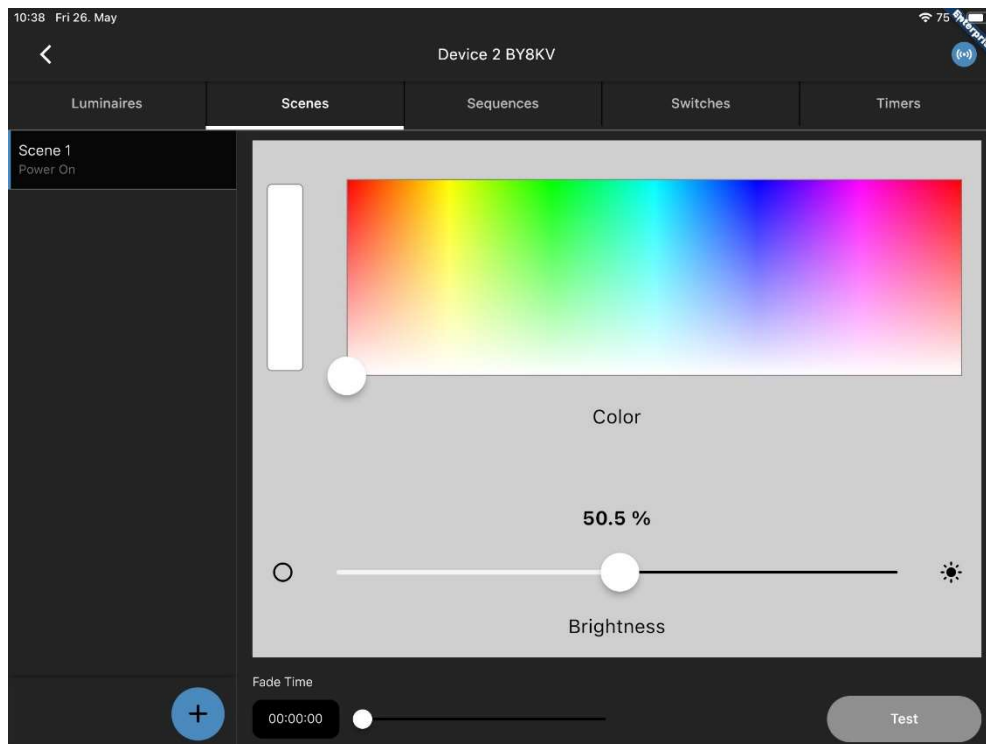 10:38 Fri 26. May
75
Device 2 BY8KV
Luminaires
Scenes
Sequences
Switches
Timers
Scene 1
Power On
Color
50.5 %
Brightness
Fade Time
00:00:00
+
Test